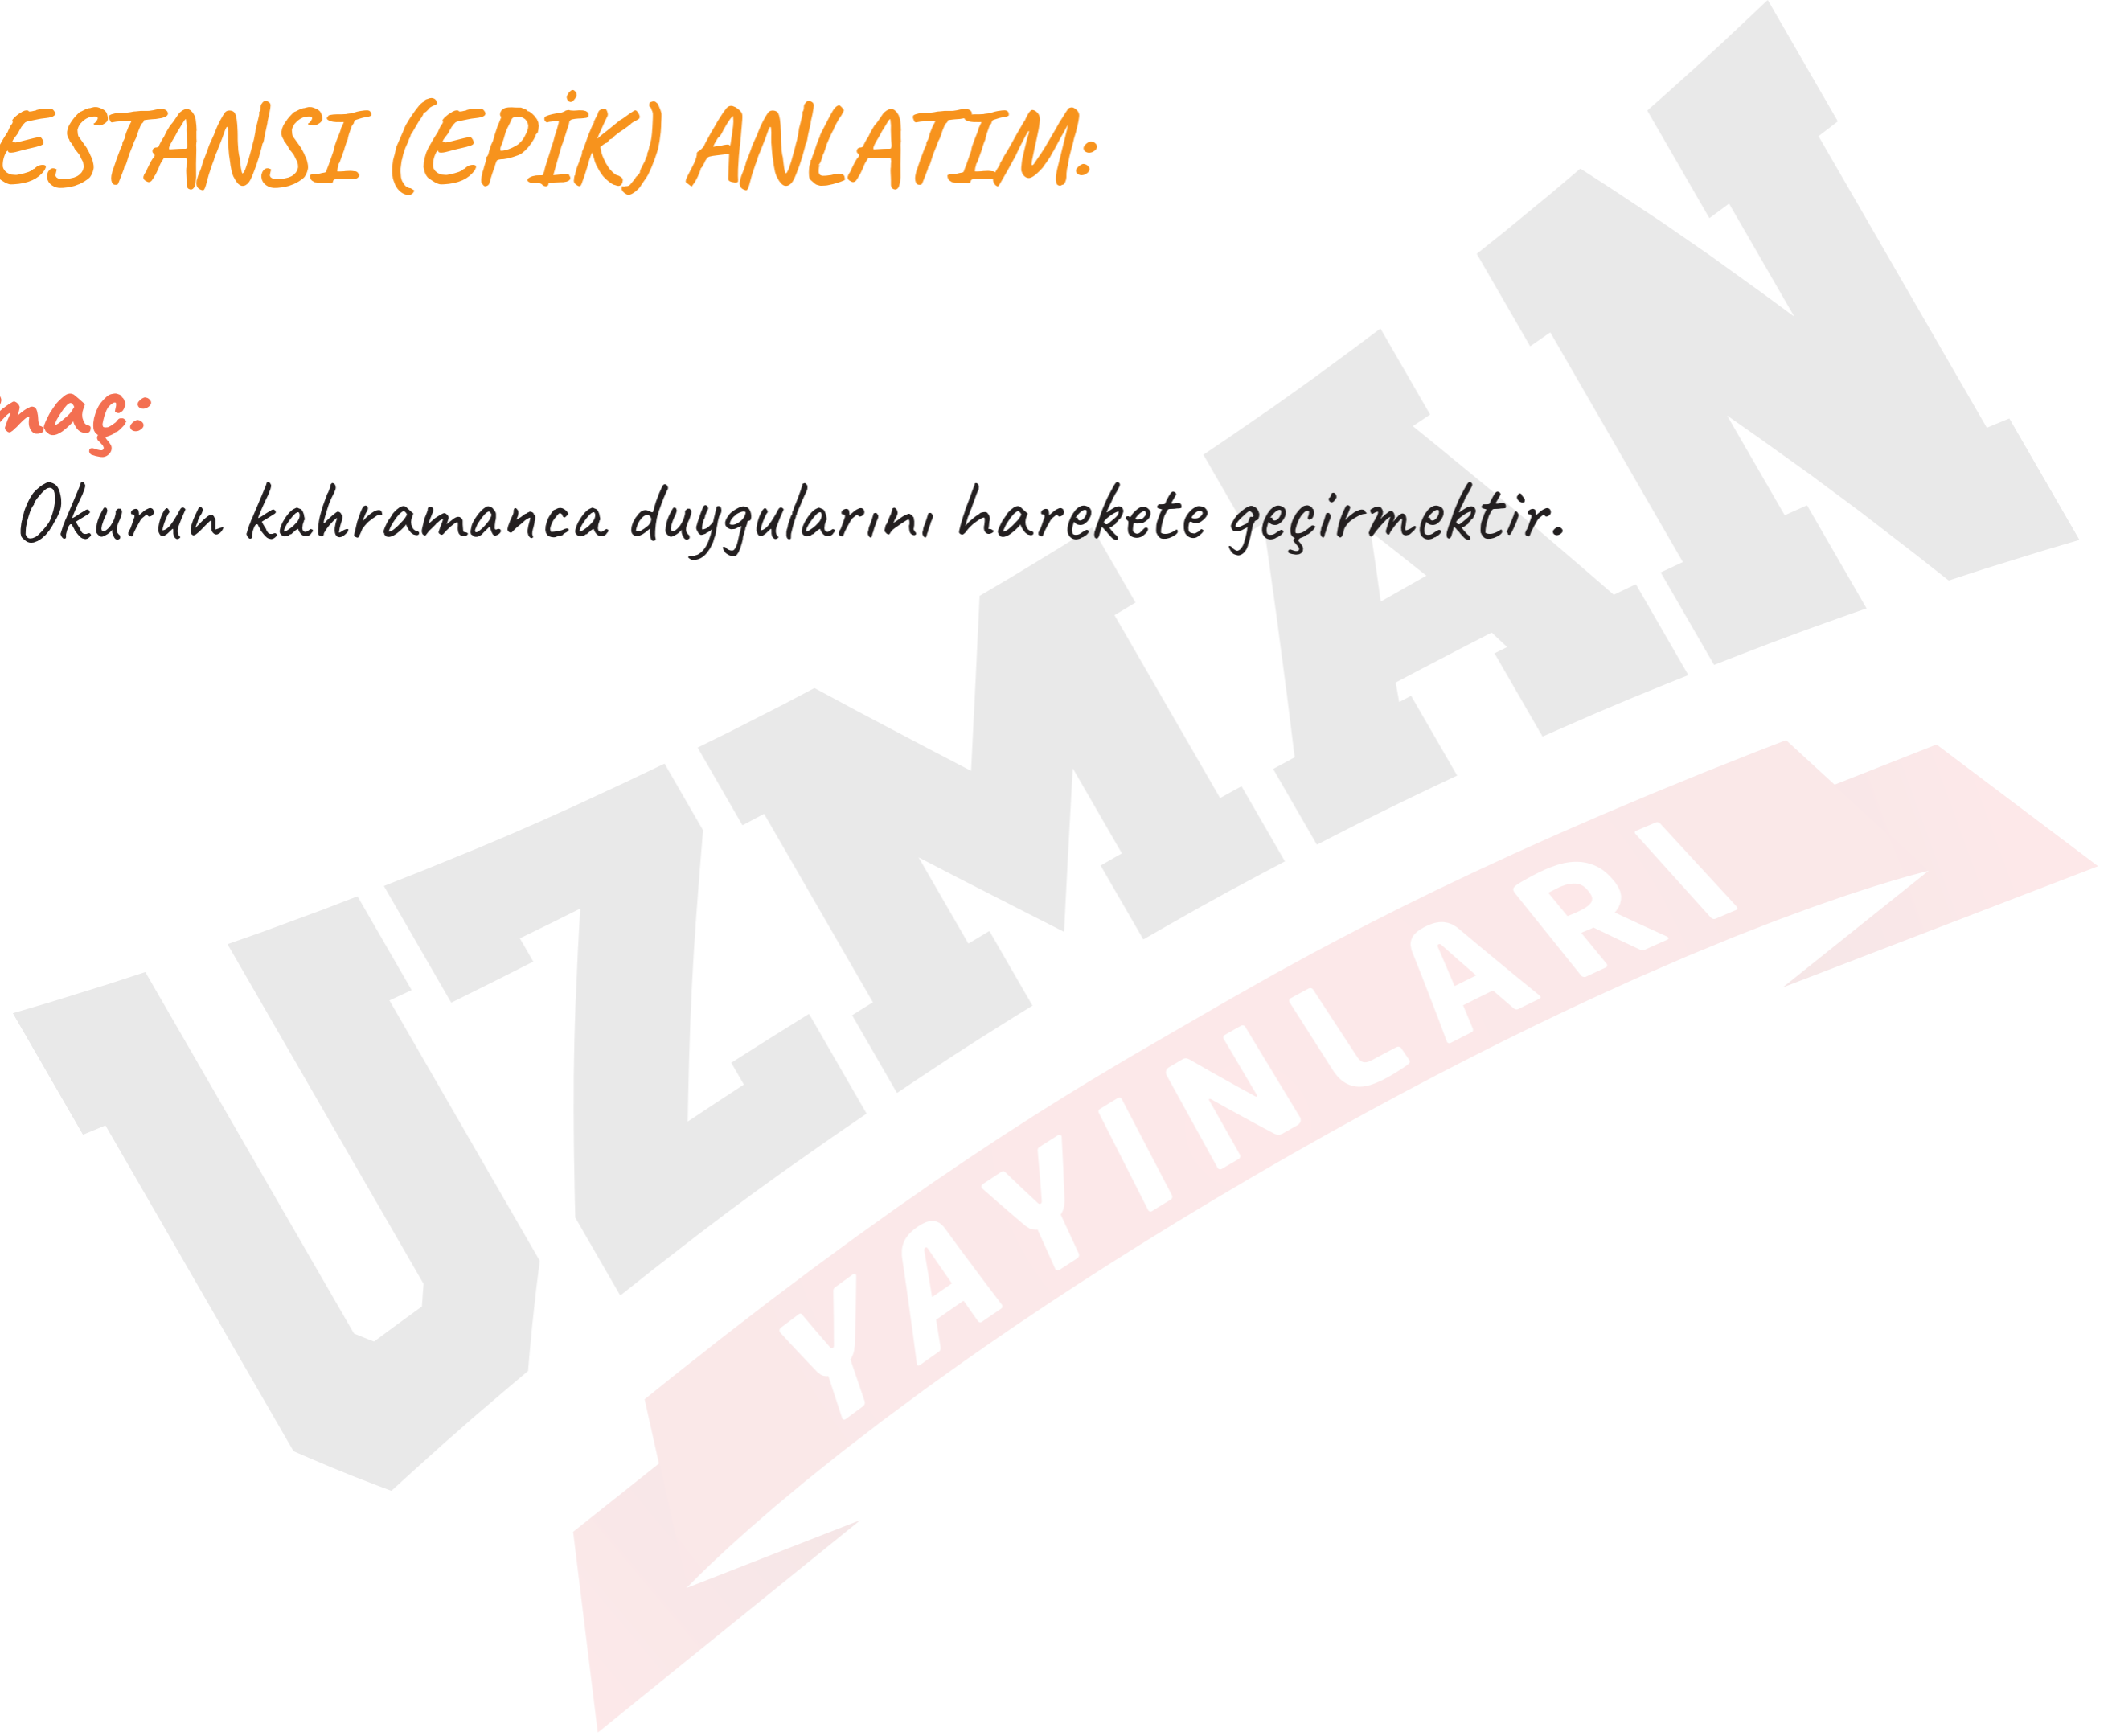 ESTANSI (EPİK) ANLATIM:
maç:
Okurun kahramanca duygularını harekete geçirmektir.
UZMAN
YAYINLARI